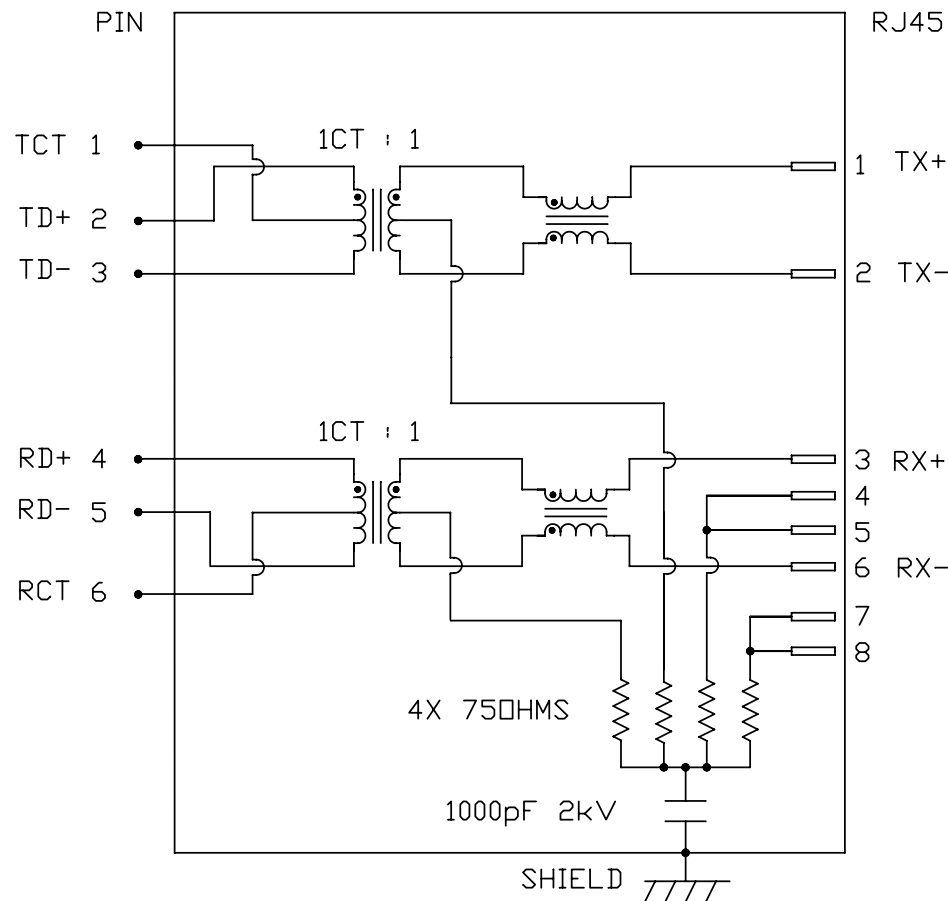 PIN RJ45
TCT 1
1CT : 1
1 TX+
TD+ 2
TD- 3
2 TX-
1CT : 1
RD+ 4
3 RX+
4
RD- 5
5
6 RX-
RCT 6
7
8
4X 75OHMS
1000pF 2kV
SHIELD